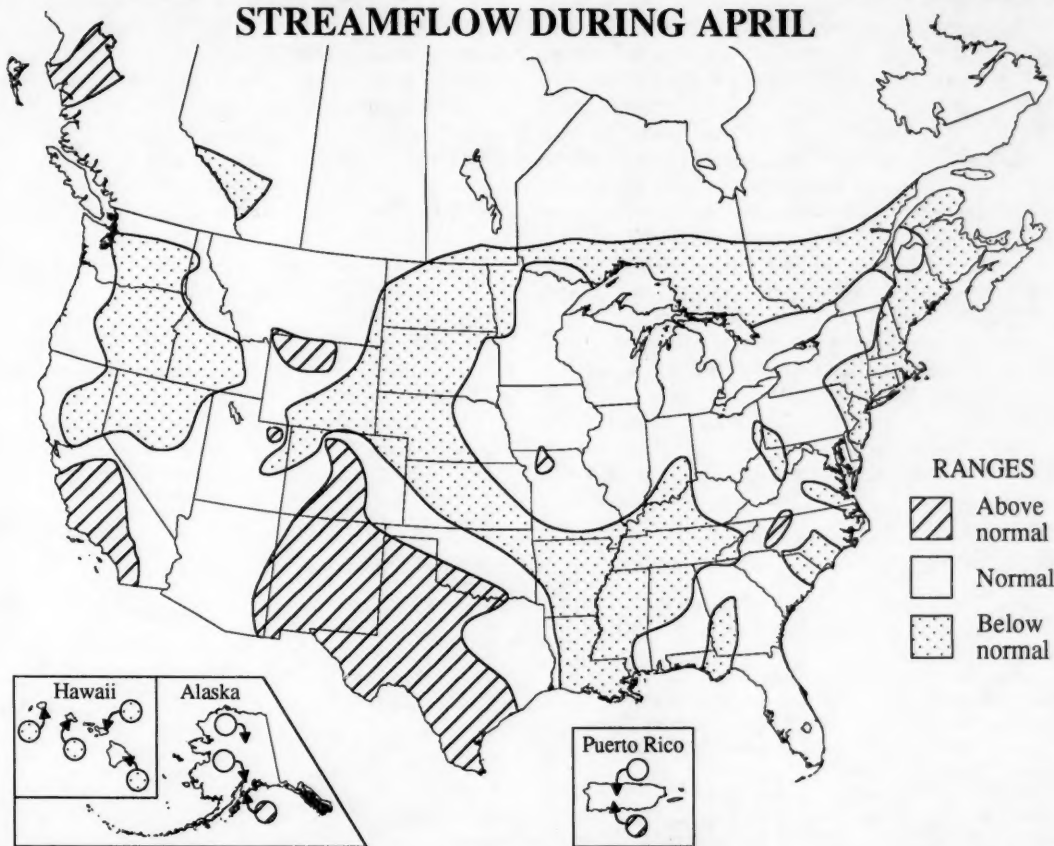 STREAMFLOW DURING APRIL
RANGES
Above
normal
Normal
Below
normal
Hawaii
Alaska
Puerto Rico